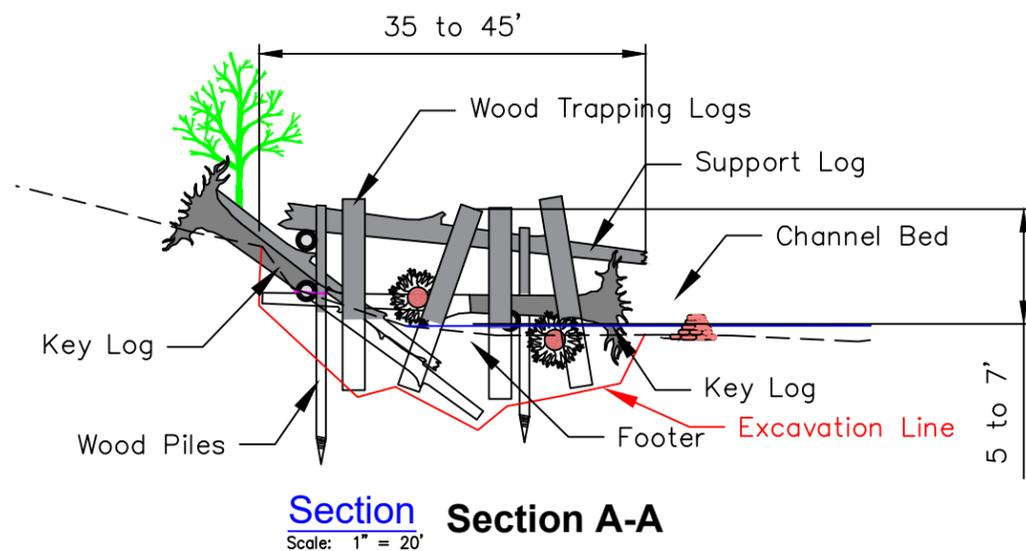 35 to 45'
Wood Trapping Logs
Support Log
Channel Bed
Key Log
Key Log
Wood Piles
Footer
Excavation Line
5 to 7'
Section
Section A-A
Scale: 1" = 20'